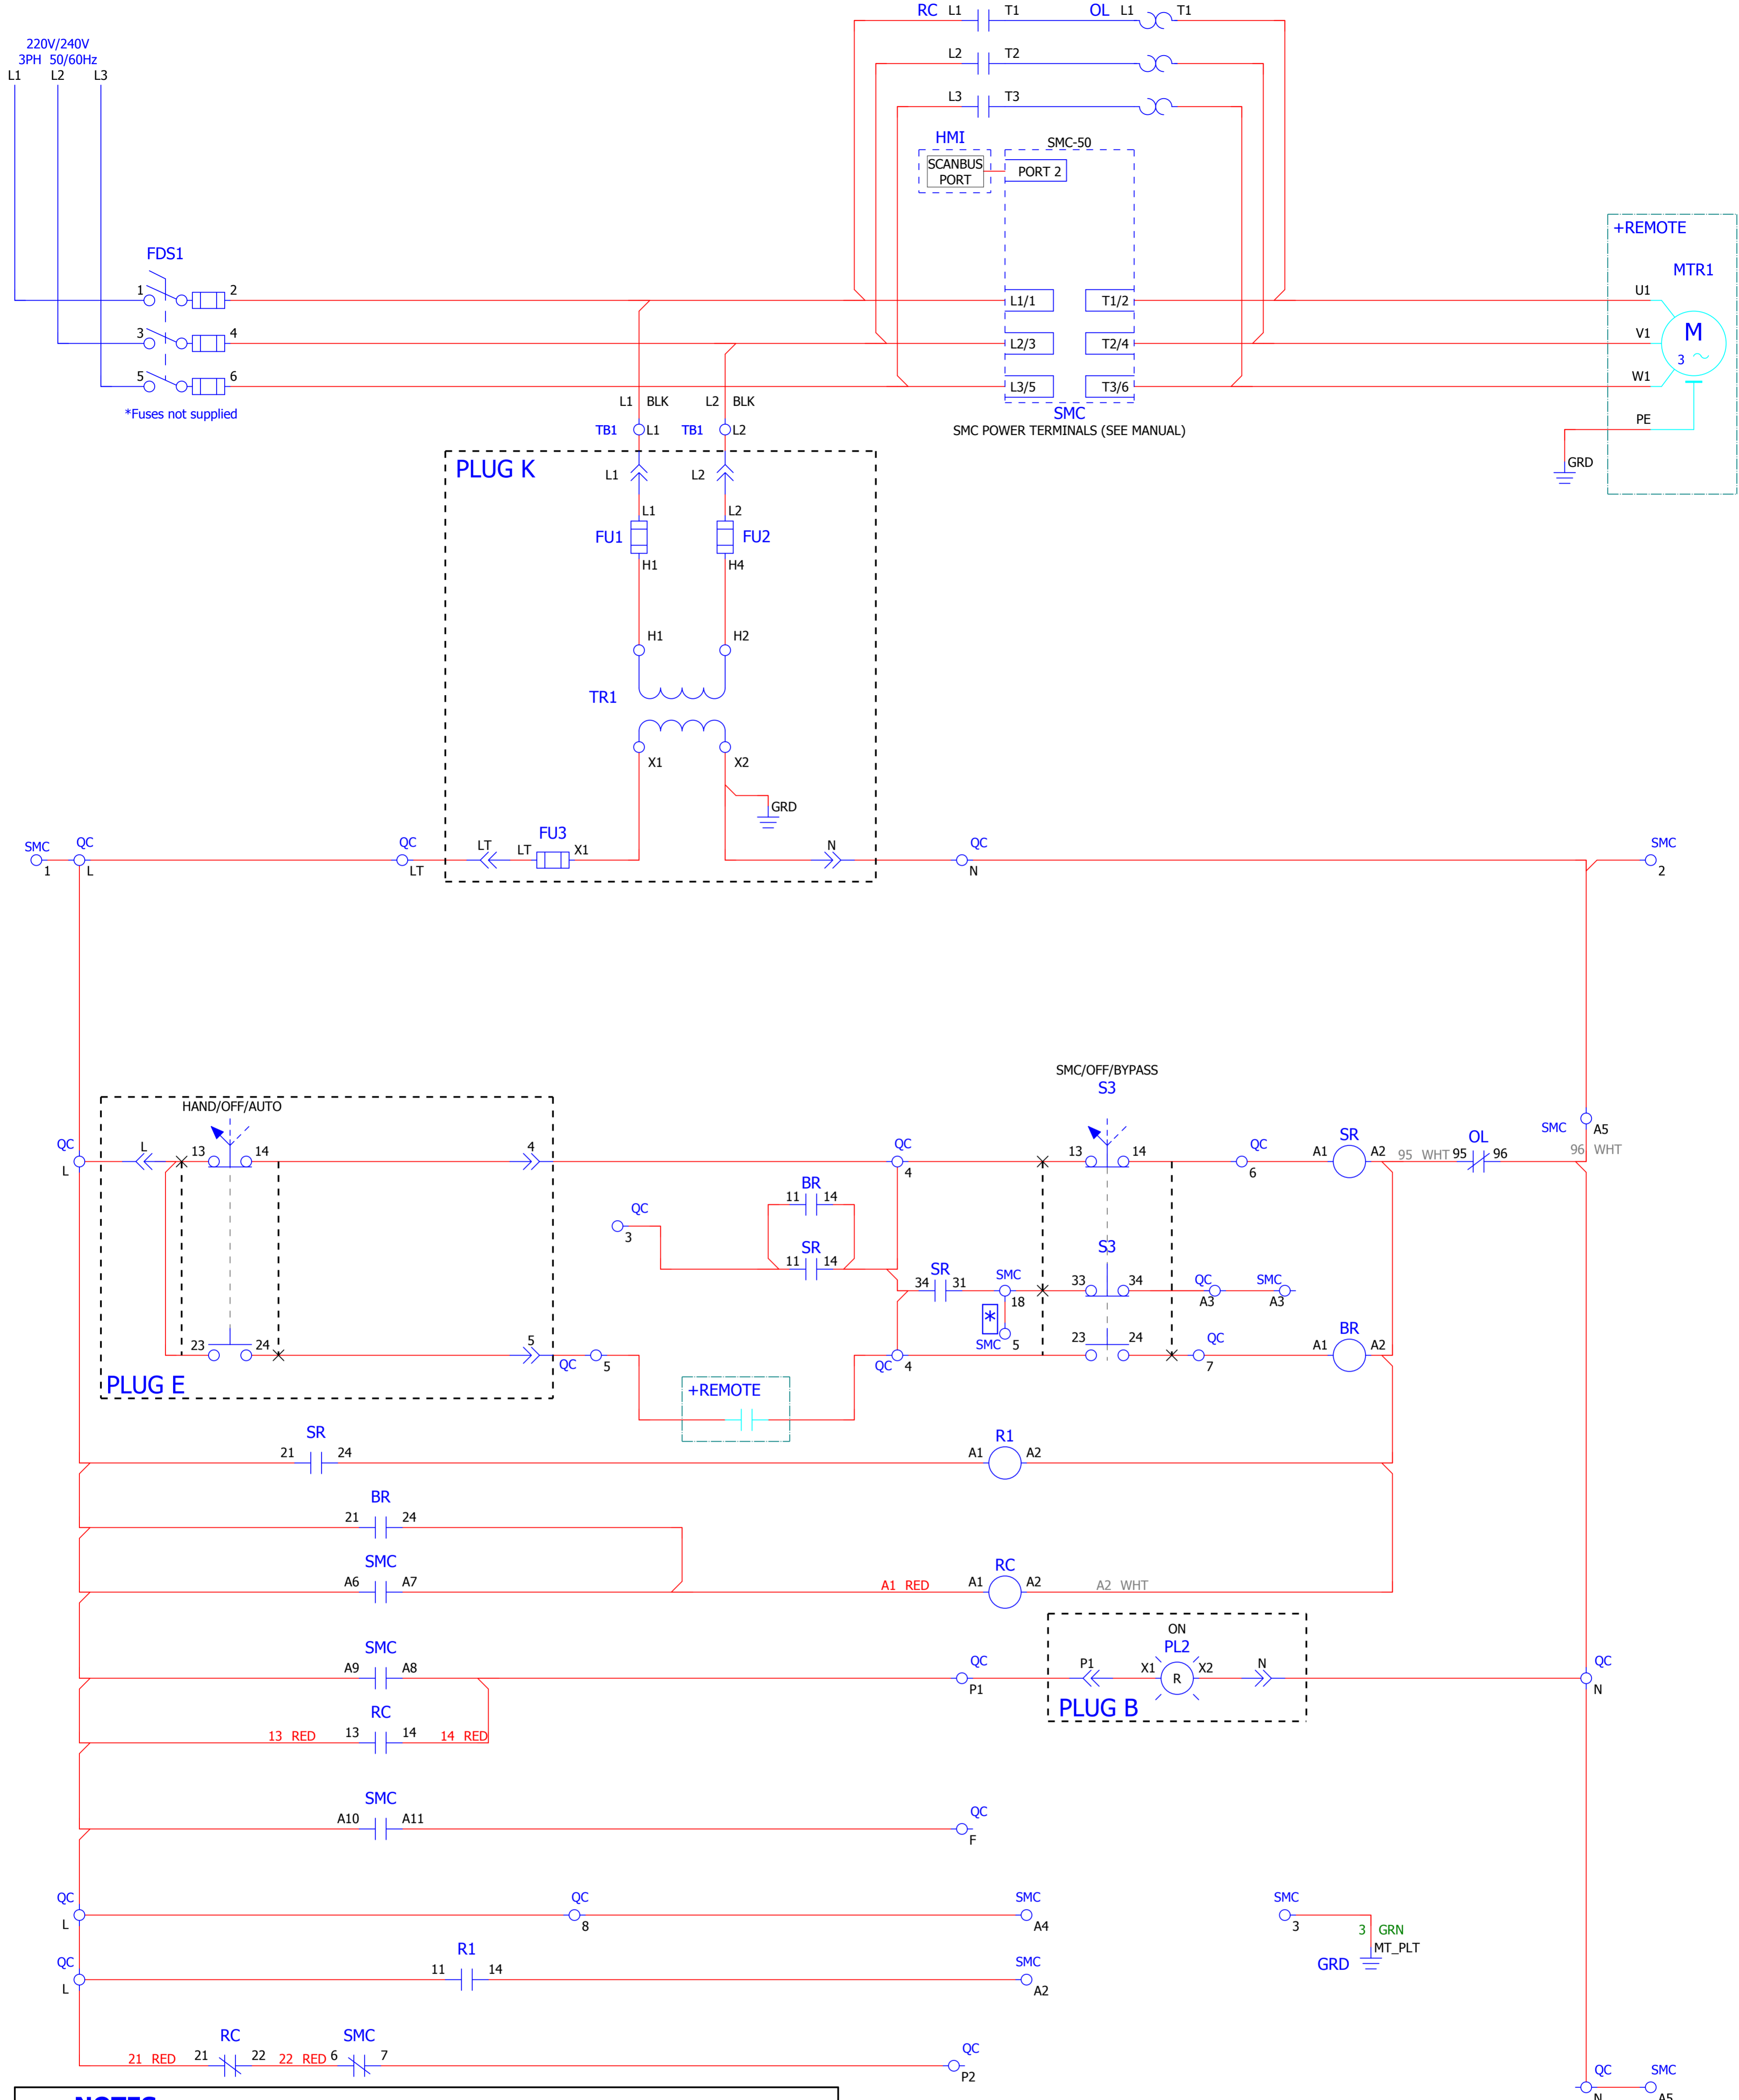 RC L1 T1 OL L1 T1
220V/240V
3PH 50/60Hz
L1 L2 L3
L2 T2
L3 T3
HMI
SMC-50
SCANBUS
PORT
PORT 2
+REMOTE
FDS1
MTR1
1 2
L1/1 T1/2
U1
3 4
L2/3 T2/4
V1
M
3
5 6
L3/5 T3/6
W1
*Fuses not supplied
L1 BLK L2 BLK
SMC
PE
TB1 L1 TB1 L2
SMC POWER TERMINALS (SEE MANUAL)
GRD
PLUG K
L1 L2
L1 L2
FU1 FU2
H1 H4
H1 H2
TR1
X1 X2
GRD
SMC QC QC LT LT FU3 X1 N QC SMC
1 L LT N 2
SMC/OFF/BYPASS
S3
HAND/OFF/AUTO
SMC A5
QC L 13 14 4 QC 13 14 QC A1 SR A2 95 WHT 95 OL 96 96 WHT
L 4 6
BR
11 14
QC
3
SR
11 14
S3
SR
34 31 SMC 33 34 QC SMC
18 A3 A3
*
SMC 5
23 24 5 QC 5 QC 4 23 24 QC 7 A1 BR A2
PLUG E
+REMOTE
SR
21 24
R1
A1 A2
BR
21 24
SMC
A6 A7
RC
A1 RED A1 A2 A2 WHT
ON
SMC
PL2
A9 A8
QC P1 X1 R X2 N QC
P1 N
PLUG B
RC
13 RED 13 14 14 RED
SMC
A10 A11
QC
F
QC QC SMC SMC
L 8 A4 3
3 GRN
MT_PLT
GRD
QC R1 SMC
L 11 14 A2
RC SMC
21 RED 21 22 22 RED 6 7
QC
P2
QC SMC
N A5
NOTES